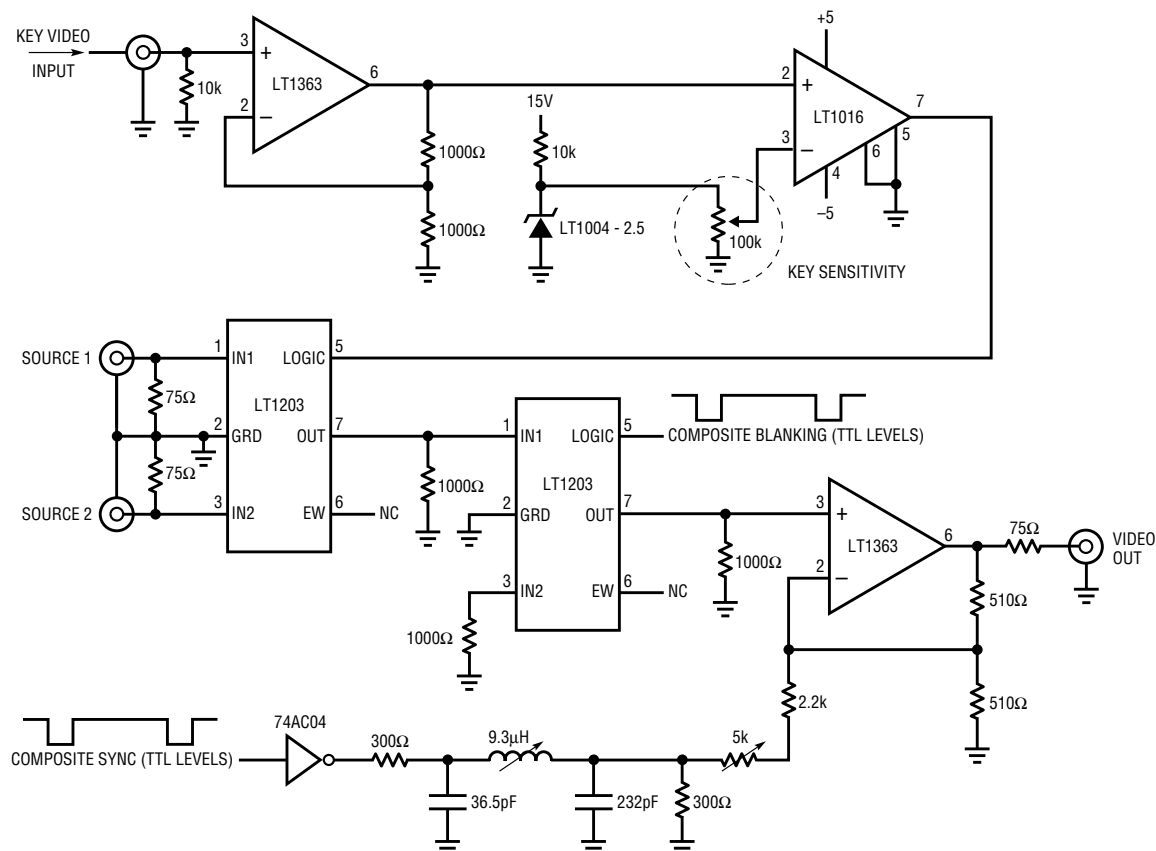 KEY VIDEO
INPUT
10k
3
+
2
–
LT1363
6
1000Ω
1000Ω
15V
10k
LT1004 - 2.5
100k
KEY SENSITIVITY
+5
2
+
3
–
LT1016
7
5
6
4
–5
SOURCE 1
75Ω
75Ω
SOURCE 2
1
IN1
LOGIC
5
LT1203
2
GRD
OUT
7
3
IN2
EW
6
NC
1000Ω
1
IN1
LOGIC
5
COMPOSITE BLANKING (TTL LEVELS)
LT1203
2
GRD
OUT
7
3
IN2
EW
6
NC
1000Ω
1000Ω
3
+
2
–
LT1363
6
75Ω
VIDEO
OUT
510Ω
510Ω
2.2k
COMPOSITE SYNC (TTL LEVELS)
74AC04
300Ω
9.3µH
36.5pF
232pF
300Ω
5k